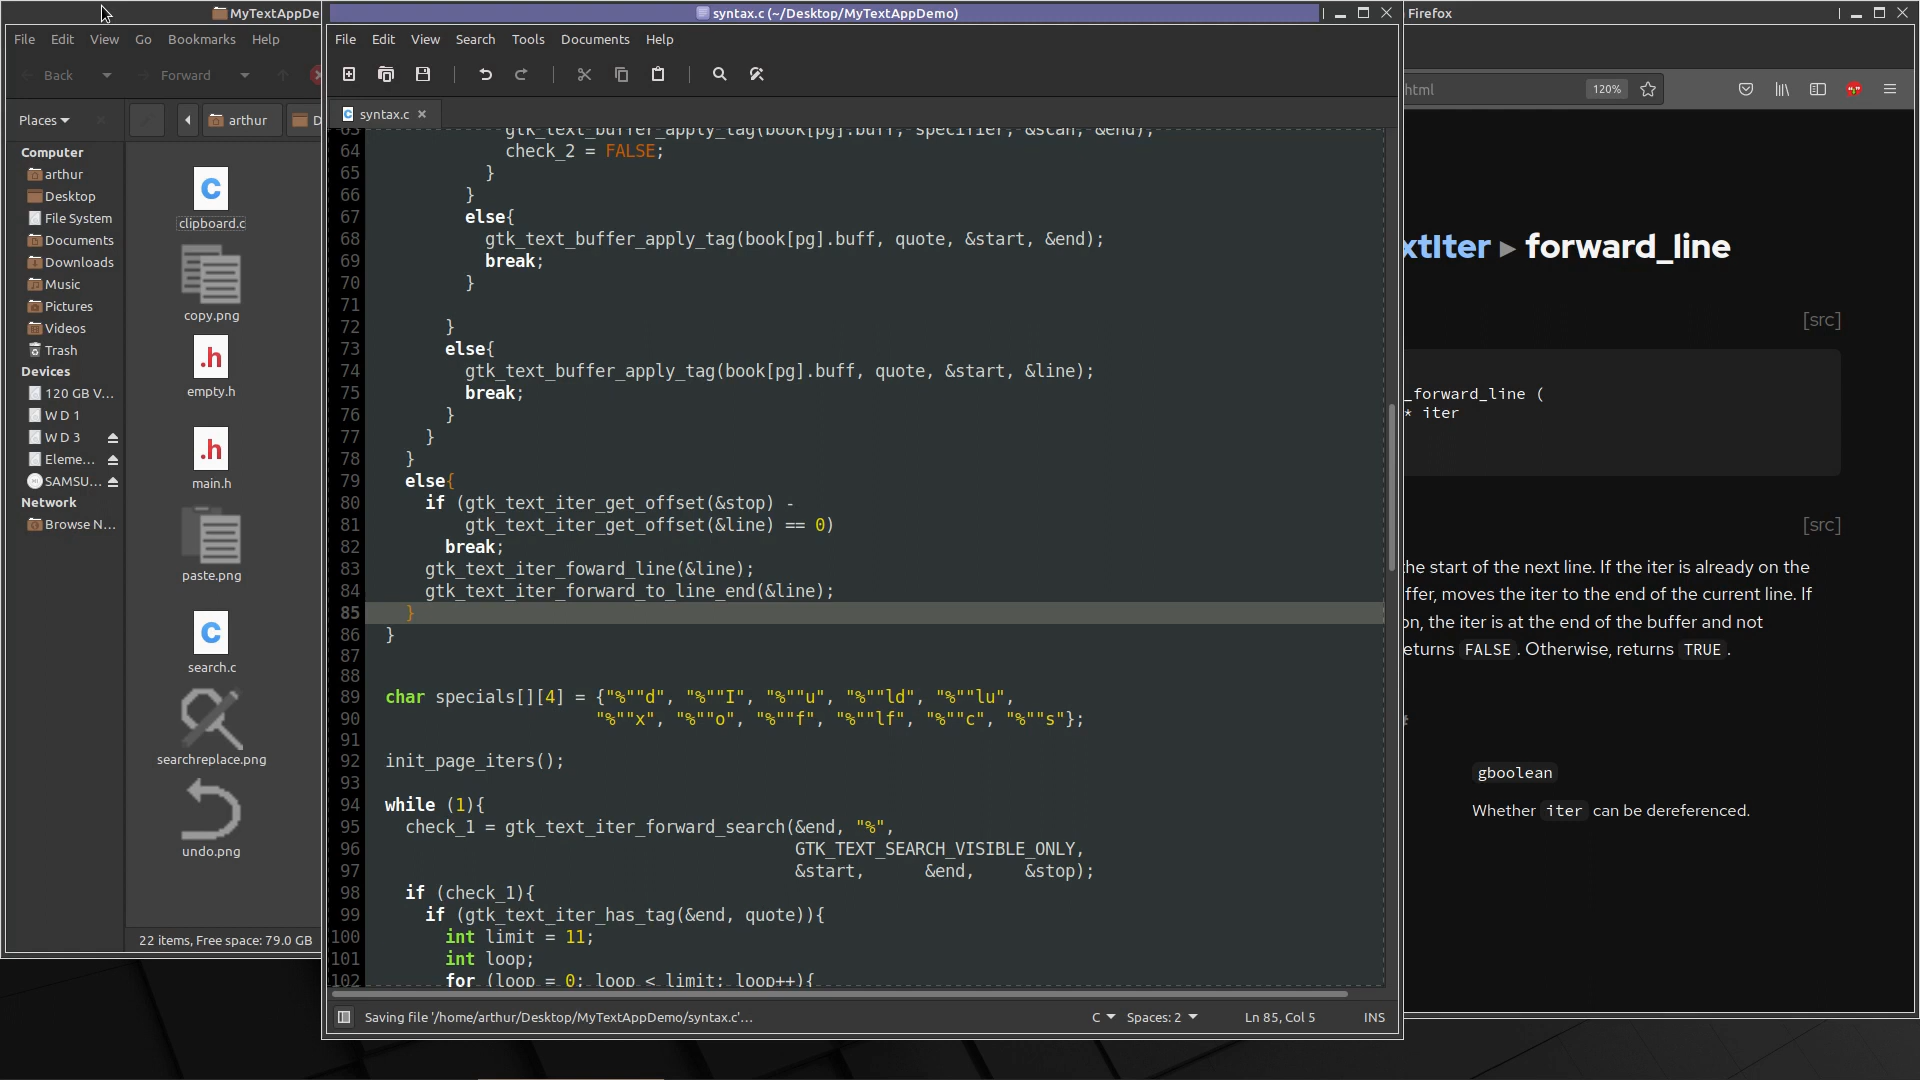 MyTextAppDe
File Edit View Go Bookmarks Help
Back Forward
Places
arthur
D
Computer
arthur
Desktop
File System
Documents
Downloads
Music
Pictures
Videos
Trash
Devices
120 GB V...
W D 1
W D 3
Eleme...
SAMSU...
Network
Browse N...
clipboard.c
copy.png
empty.h
main.h
paste.png
search.c
searchreplace.png
undo.png
22 items, Free space: 79.0 GB
syntax.c (~/Desktop/MyTextAppDemo)
File Edit View Search Tools Documents Help
syntax.c
63 gtk_text_buffer_apply_tag(book[pg].buff, specifier, &scan, &end);
64 check_2 = FALSE;
65 }
66 }
67 else{
68 gtk_text_buffer_apply_tag(book[pg].buff, quote, &start, &end);
69 break;
70 }
71
72 }
73 else{
74 gtk_text_buffer_apply_tag(book[pg].buff, quote, &start, &line);
75 break;
76 }
77 }
78 }
79 else{
80 if (gtk_text_iter_get_offset(&stop) -
81 gtk_text_iter_get_offset(&line) == 0)
82 break;
83 gtk_text_iter_foward_line(&line);
84 gtk_text_iter_forward_to_line_end(&line);
85 }
86 }
87
88
89 char specials[][4] = {"%""d", "%""I", "%""u", "%""ld", "%""lu",
90 "%""x", "%""o", "%""f", "%""lf", "%""c", "%""s"};
91
92 init_page_iters();
93
94 while (1){
95 check_1 = gtk_text_iter_forward_search(&end, "%",
96 GTK_TEXT_SEARCH_VISIBLE_ONLY,
97 &start, &end, &stop);
98 if (check_1){
99 if (gtk_text_iter_has_tag(&end, quote)){
100 int limit = 11;
101 int loop;
102 for (loop = 0; loop < limit; loop++){
Saving file '/home/arthur/Desktop/MyTextAppDemo/syntax.c'...
C Spaces: 2 Ln 85, Col 5 INS
Firefox
html 120%
xtIter ▸ forward_line
[src]
_forward_line (
* iter
[src]
he start of the next line. If the iter is already on the
ffer, moves the iter to the end of the current line. If
on, the iter is at the end of the buffer and not
eturns FALSE. Otherwise, returns TRUE.
gboolean
Whether iter can be dereferenced.